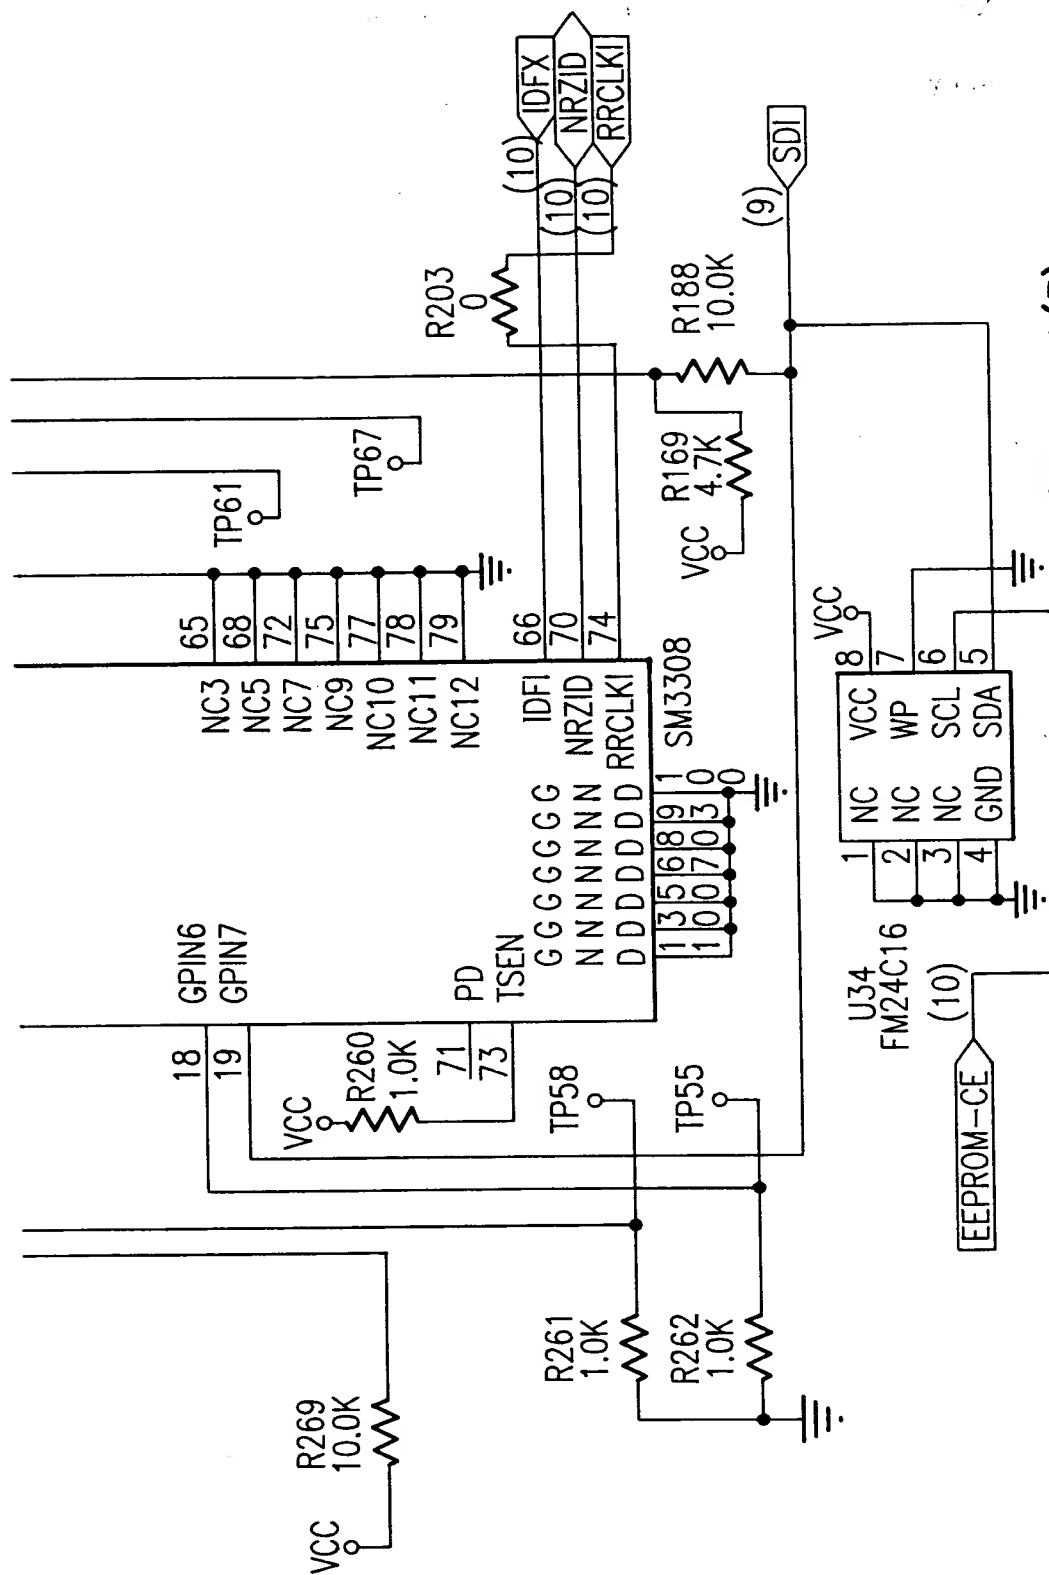 GPIN6
GPIN7
18
19
NC3
NC5
NC7
NC9
NC10
NC11
NC12
65
68
72
75
77
78
79
TP61
TP67
VCC
R269
10.0K
VCC
R260
1.0K
71
73
PD
TSEN
R203
0
GGGGGGG
NNNNNNN
DDDDDDD
1 3 5 6 8 9 1
1 0 0 7 0 3 0
0
IDFI
NRZID
RRCLKI
66
70
74
(10)
(10)
(10)
IDFX
NRZID
RRCLKI
SM3308
R261
1.0K
TP58
R262
1.0K
TP55
VCC
R169
4.7K
R188
10.0K
(9)
SDI
U34
FM24C16
1
2
3
4
NC
NC
NC
GND
VCC
WP
SCL
SDA
8
7
6
5
VCC
EEPROM-CE
(10)